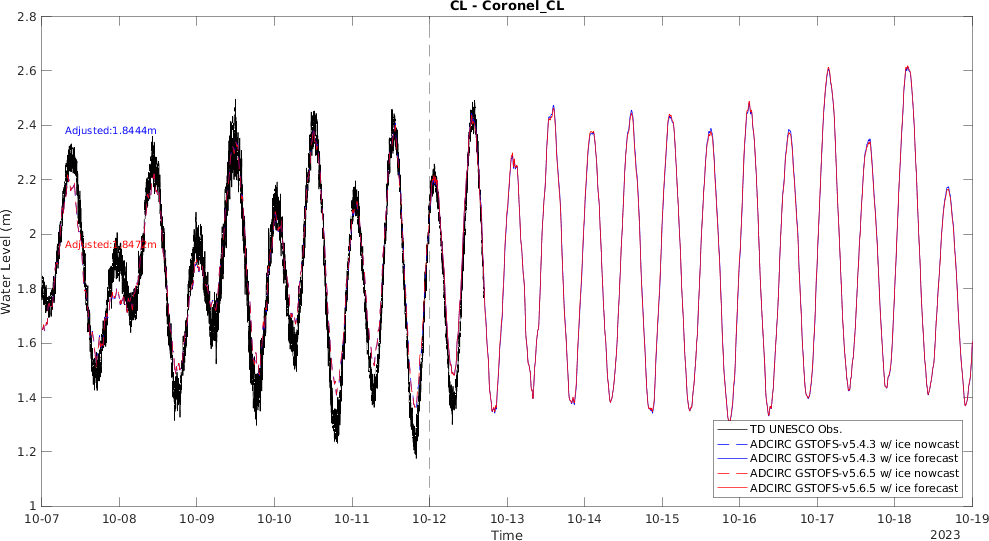 CL - Coronel_CL
2.8
2.6
2.4
2.2
2
1.8
1.6
1.4
1.2
1
Water Level (m)
Adjusted:1.8444m
Adjusted:1.8472m
TD UNESCO Obs.
ADCIRC GSTOFS-v5.4.3 w/ ice nowcast
ADCIRC GSTOFS-v5.4.3 w/ ice forecast
ADCIRC GSTOFS-v5.6.5 w/ ice nowcast
ADCIRC GSTOFS-v5.6.5 w/ ice forecast
10-07 10-08 10-09 10-10 10-11 10-12 10-13 10-14 10-15 10-16 10-17 10-18 10-19
Time
2023